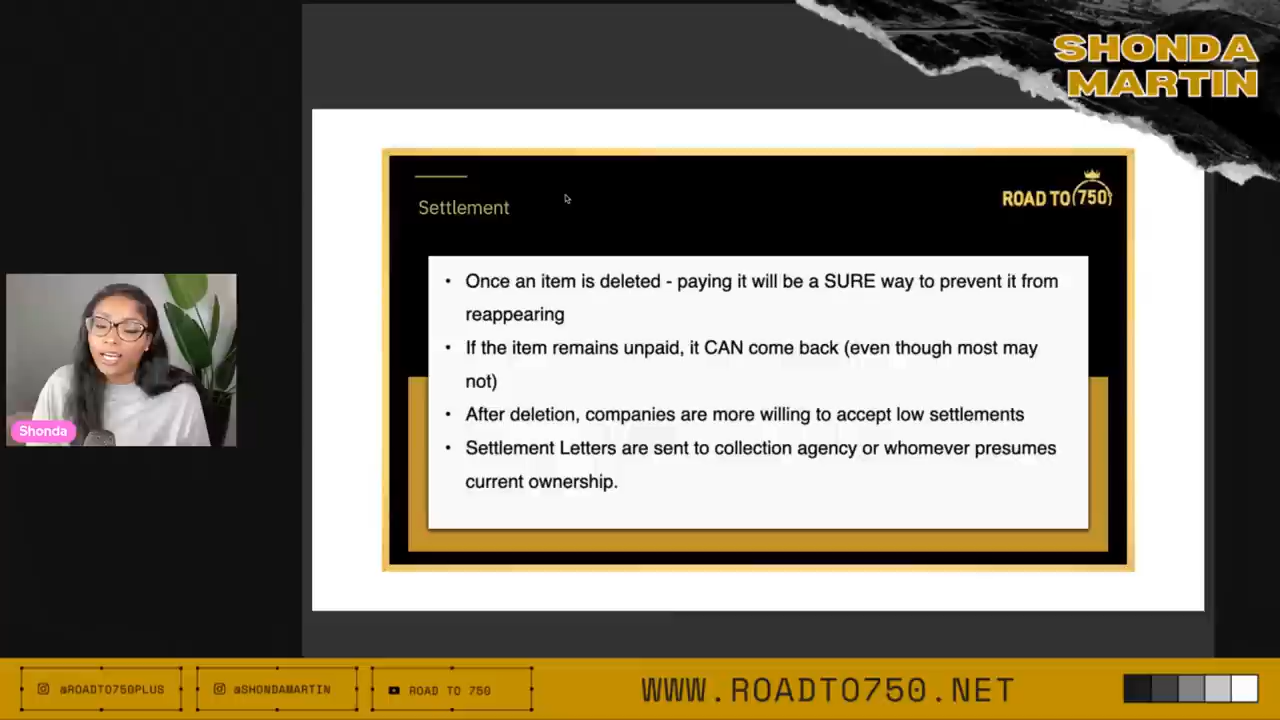 SHONDA
MARTIN
Settlement
ROAD TO 750
• Once an item is deleted - paying it will be a SURE way to prevent it from
reappearing
• If the item remains unpaid, it CAN come back (even though most may
not)
• After deletion, companies are more willing to accept low settlements
• Settlement Letters are sent to collection agency or whomever presumes
current ownership.
Shonda
@ROADTO750PLUS
@SHONDAMARTIN
ROAD TO 750
WWW.ROADTO750.NET